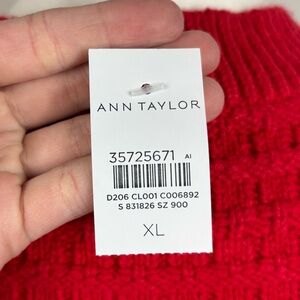 ANN TAYLOR
35725671 AI
D206 CL001 C006892
S 831826 SZ 900
XL